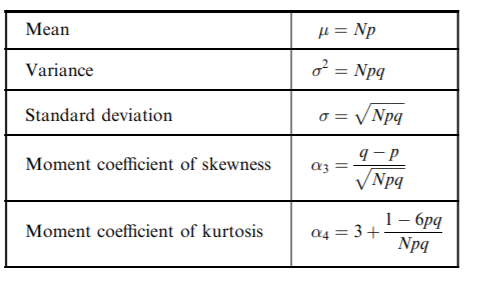 Mean μ = Np
Variance σ² = Npq
Standard deviation σ = √Npq
Moment coefficient of skewness α₃ = (q − p)/√Npq
Moment coefficient of kurtosis α₄ = 3 + (1 − 6pq)/Npq